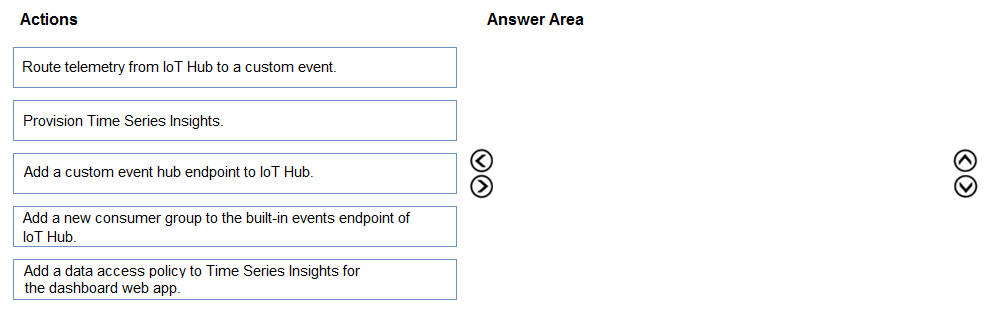 Actions
Answer Area
Route telemetry from IoT Hub to a custom event.
Provision Time Series Insights.
Add a custom event hub endpoint to IoT Hub.
Add a new consumer group to the built-in events endpoint of
IoT Hub.
Add a data access policy to Time Series Insights for
the dashboard web app.